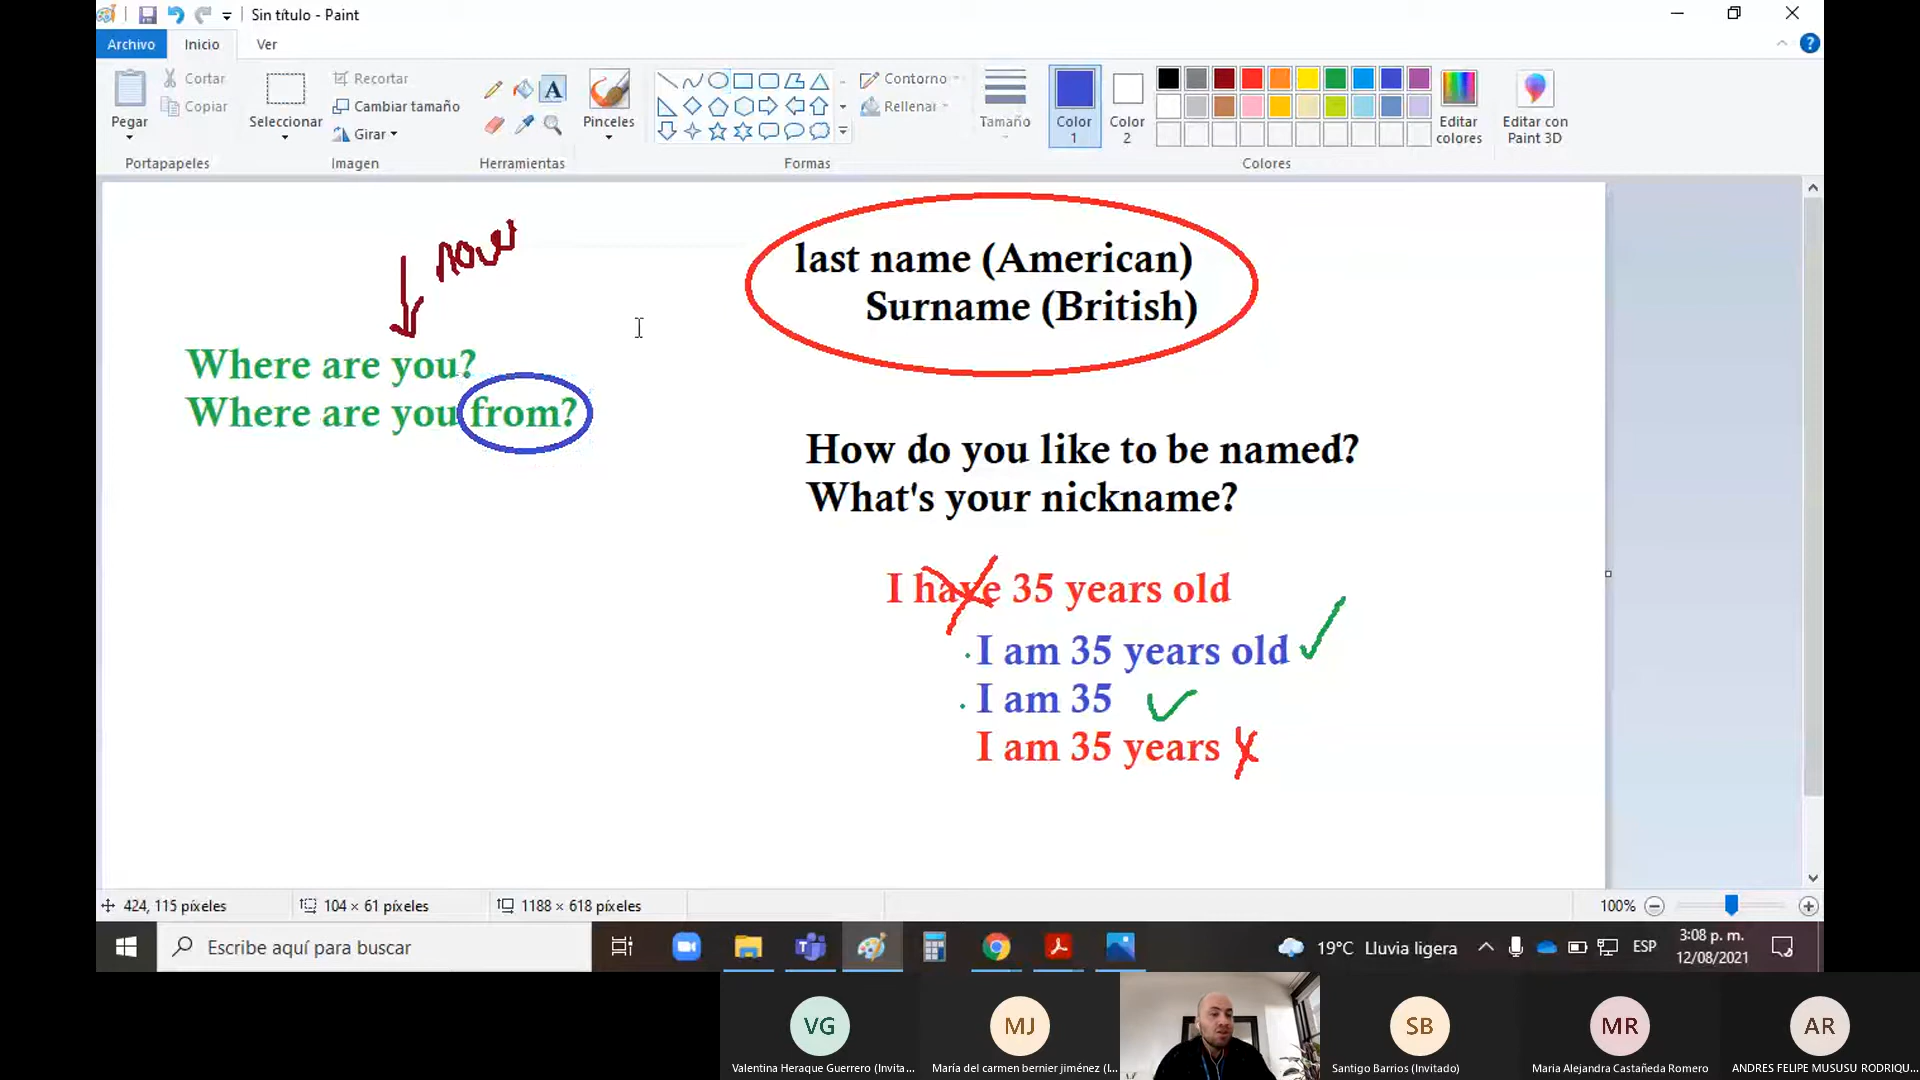 Sin título - Paint
Archivo Inicio Ver
Pegar
Cortar
Copiar
Portapapeles
Seleccionar
Recortar
Cambiar tamaño
Girar
Imagen
A
Herramientas
Pinceles
Contorno
Rellenar
Formas
Tamaño
Color 1
Color 2
Editar colores
Editar con Paint 3D
Colores
now
Where are you?
Where are you from?
last name (American)
Surname (British)
How do you like to be named?
What's your nickname?
I have 35 years old
I am 35 years old
I am 35
I am 35 years
424, 115 píxeles
104 × 61 píxeles
1188 × 618 píxeles
100%
Escribe aquí para buscar
19°C Lluvia ligera
ESP
3:08 p. m.
12/08/2021
VG
MJ
SB
MR
AR
Valentina Heraque Guerrero (Invita...
María del carmen bernier jiménez (I...
Santigo Barrios (Invitado)
Maria Alejandra Castañeda Romero
ANDRES FELIPE MUSUSU RODRIQU...